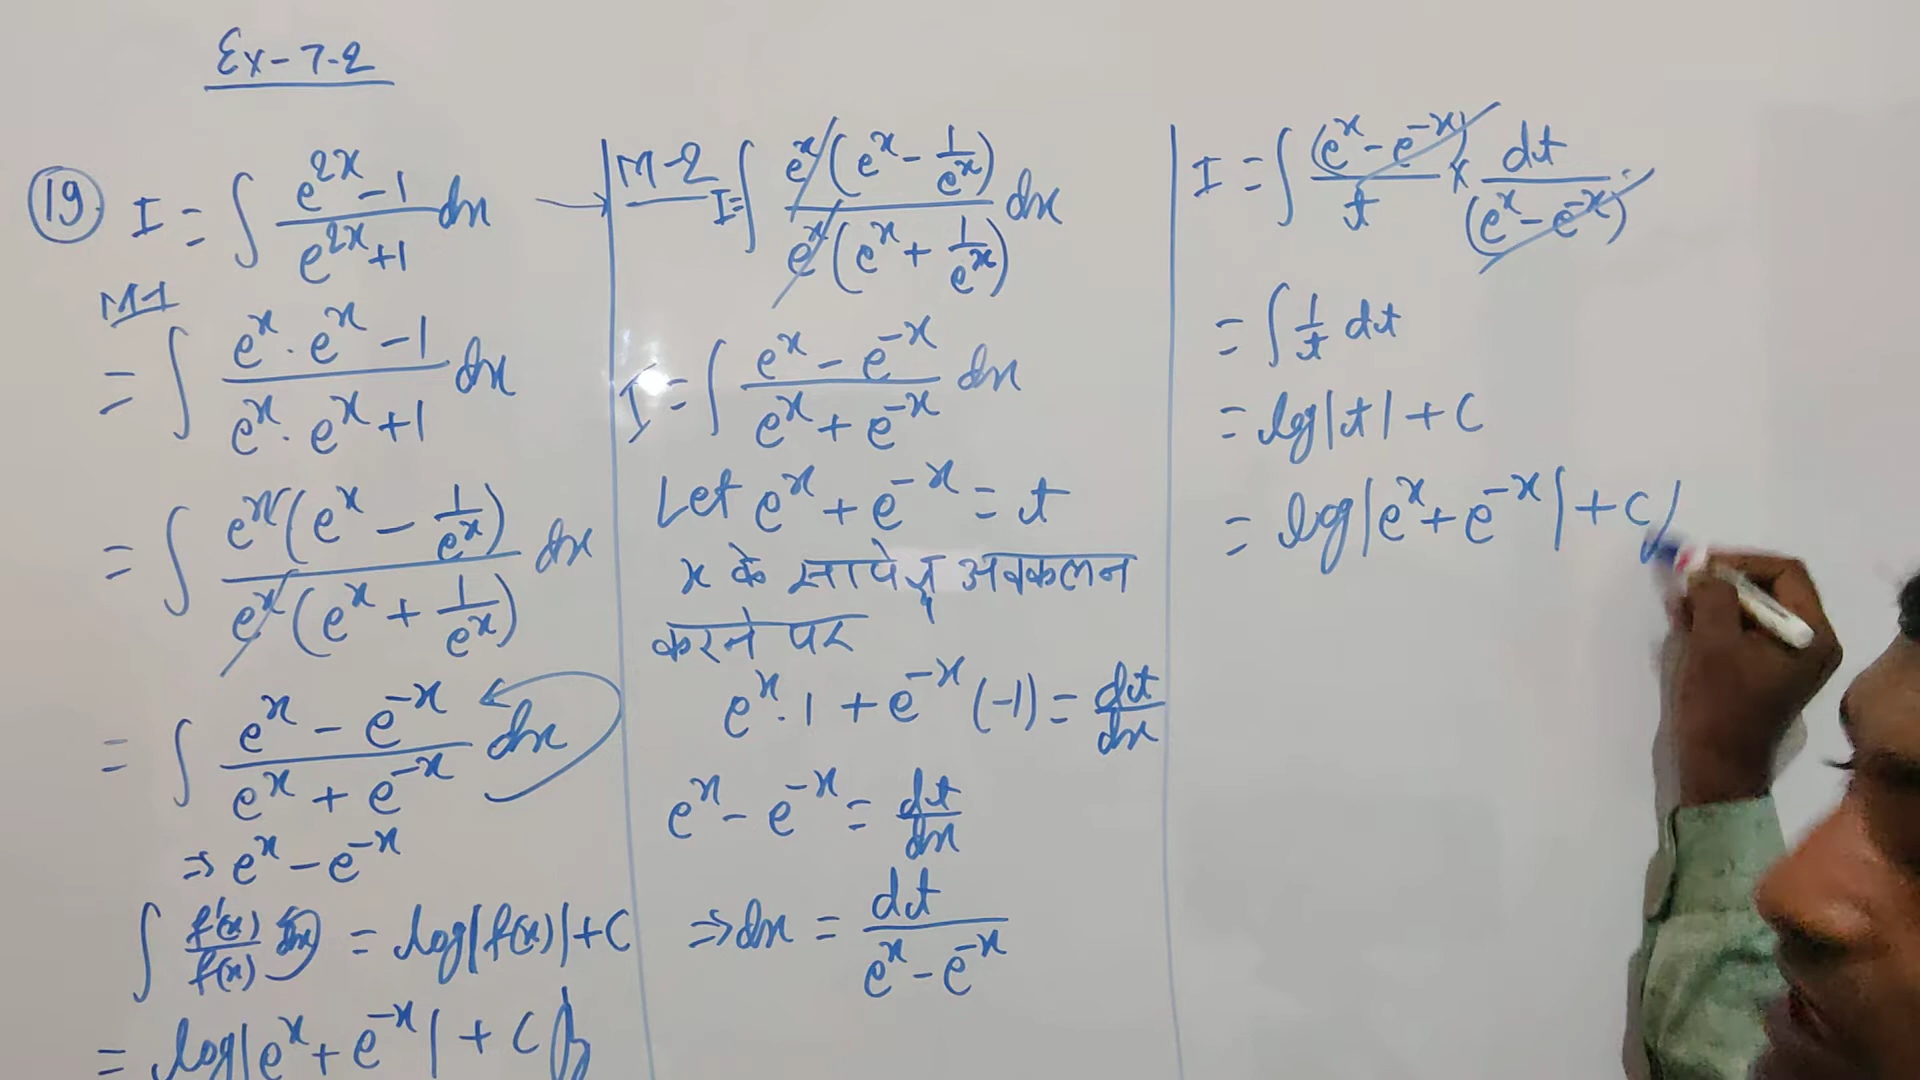 Ex-7.2
(19) I = ∫ (e^{2x} - 1)/(e^{2x} + 1) dx →
M-1
= ∫ (e^x · e^x - 1)/(e^x · e^x + 1) dx
= ∫ e^x(e^x - 1/e^x)/e^x(e^x + 1/e^x) dx
= ∫ (e^x - e^{-x})/(e^x + e^{-x}) dx
⇒ e^x - e^{-x}
∫ f'(x)/f(x) dx = log|f(x)| + C
= log|e^x + e^{-x}| + C
M-2
I = ∫ e^x(e^x - 1/e^x)/e^x(e^x + 1/e^x) dx
I = ∫ (e^x - e^{-x})/(e^x + e^{-x}) dx
Let e^x + e^{-x} = t
x के सापेक्ष अवकलन
करने पर
e^x · 1 + e^{-x} (-1) = dt/dx
e^x - e^{-x} = dt/dx
⇒ dx = dt/(e^x - e^{-x})
I = ∫ (e^x - e^{-x})/t × dt/(e^x - e^{-x})
= ∫ 1/t dt
= log|t| + C
= log|e^x + e^{-x}| + C